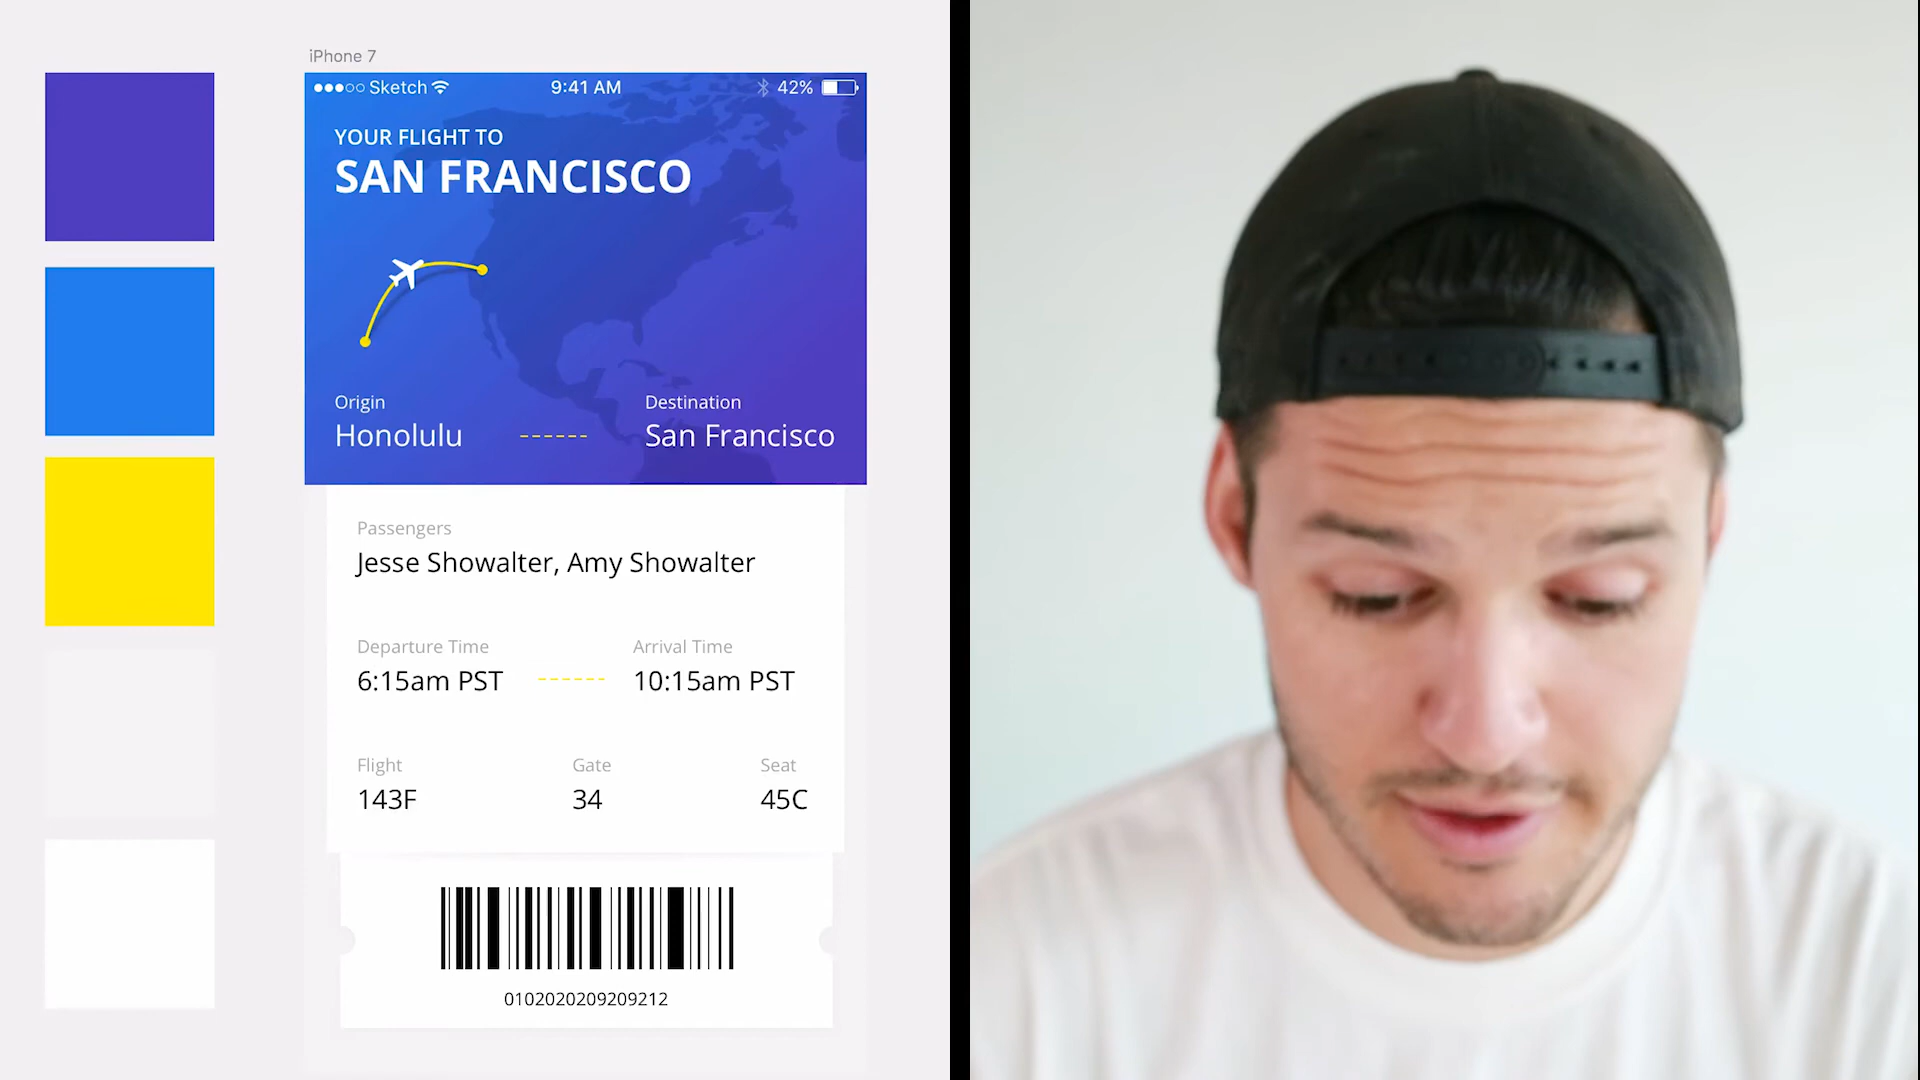 iPhone 7
Sketch 9:41 AM 42%
YOUR FLIGHT TO
SAN FRANCISCO
Origin Destination
Honolulu San Francisco
Passengers
Jesse Showalter, Amy Showalter
Departure Time Arrival Time
6:15am PST 10:15am PST
Flight Gate Seat
143F 34 45C
0102020209209212